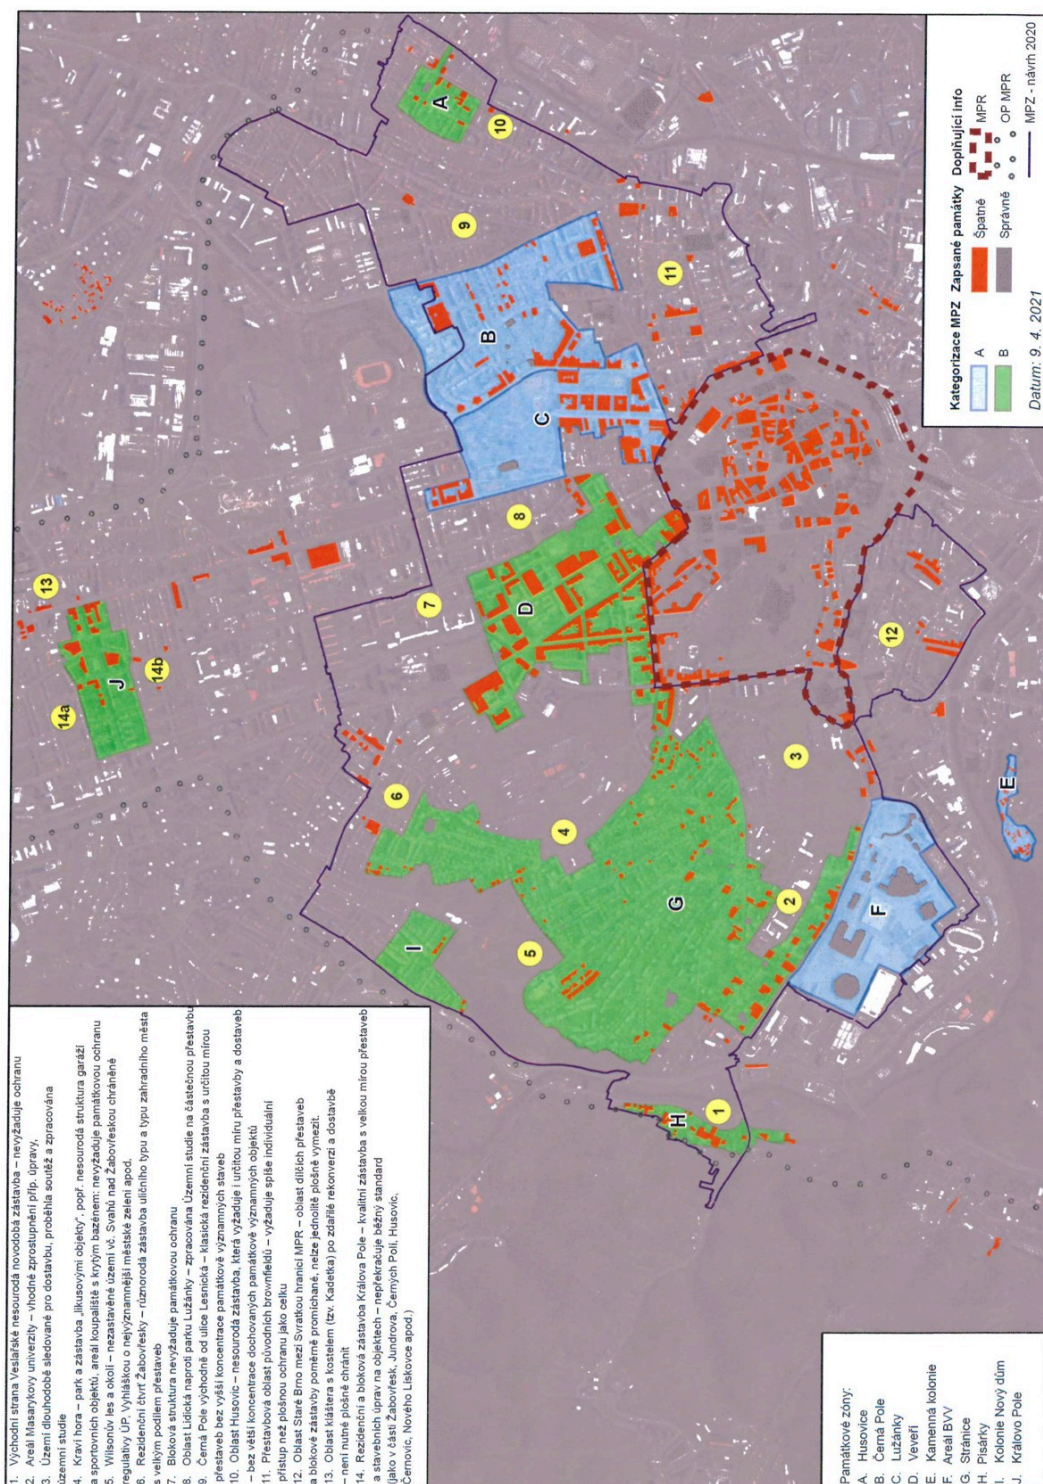 1. Východní strana Veslařské nesourodá novodobá zástavba – nevyžaduje ochranu
2. Areál Masarykovy univerzity – vhodné zprostupnění příp. úpravy,
3. Území dlouhodobě sledované pro dostavbu, proběhla soutěž a zpracována
územní studie
4. Kraví hora – park a zástavba „likusovými objekty“, popř. nesourodá struktura garáží
a sportovních objektů, areál koupaliště s krytým bazénem: nevyžaduje památkovou ochranu
5. Wilsonův les a okolí – nezastavěné území vč. Svahů nad Žabovřeskou chráněné
regulativy ÚP, Vyhláškou o nejvýznamnější městské zeleni apod.
6. Rezidenční čtvrť Žabovřesky – různorodá zástavba uličního typu a typu zahradního města
s velkým podílem přestaveb
7. Bloková struktura nevyžaduje památkovou ochranu
8. Oblast Lidická naproti parku Lužánky – zpracována Územní studie na částečnou přestavbu
9. Černá Pole východně od ulice Lesnická – klasická rezidenční zástavba s určitou mírou
přestaveb bez vyšší koncentrace památkově významných staveb
10. Oblast Husovic – nesourodá zástavba, která vyžaduje i určitou míru přestavby a dostaveb
– bez větší koncentrace dochovaných památkově významných objektů
11. Přestavbová oblast původních brownfieldů – vyžaduje spíše individuální
přístup než plošnou ochranu jako celku
12. Oblast Staré Brno mezi Svratkou hranicí MPR – oblast dílčích přestaveb
a blokové zástavby poměrně promíchané, nelze jednolitě plošně vymezit.
13. Oblast kláštera s kostelem (tzv. Kadetka) po zdařilé rekonverzi a dostavbě
– není nutné plošně chránit
14. Rezidenční a bloková zástavba Králova Pole – kvalitní zástavba s velkou mírou přestaveb
a stavebních úprav na objektech – nepřekračuje běžný standard
(jako v části Žabovřesk, Jundrova, Černých Polí, Husovic,
Černovic, Nového Lískovce apod.)
A
B
C
D
E
F
G
H
I
J
1
2
3
4
5
6
7
8
9
10
11
12
13
14a
14b
Památkové zóny:
A. Husovice
B. Černá Pole
C. Lužánky
D. Veveří
E. Kamenná kolonie
F. Areál BVV
G. Stránice
H. Pisárky
I. Kolonie Nový dům
J. Královo Pole
Kategorizace MPZ
A
B
Zapsané památky
Špatně
Správně
Doplňující info
MPR
OP MPR
MPZ - návrh 2020
Datum: 9. 4. 2021